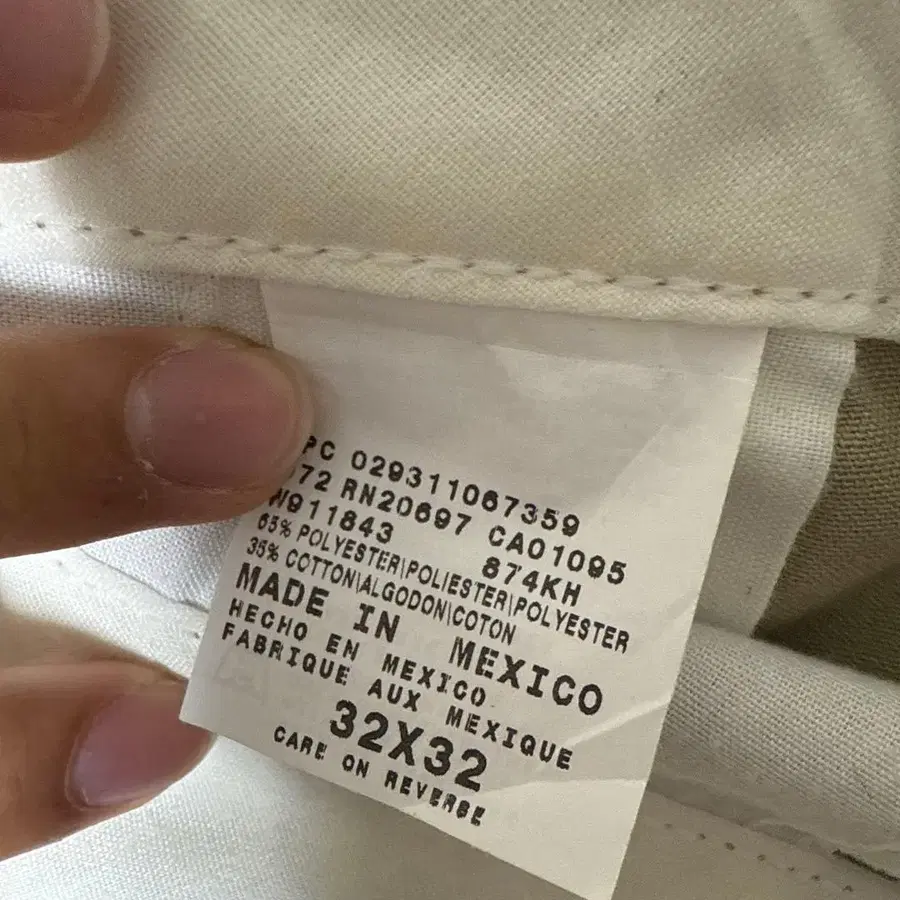 PC 029311067359
72 RN20697 CA01095
W911843 874KH
65% POLYESTER\POLIESTER\POLYESTER
35% COTTON\ALGODON\COTON
MADE IN MEXICO
HECHO EN MEXICO
FABRIQUE AUX MEXIQUE
32X32
CARE ON REVERSE